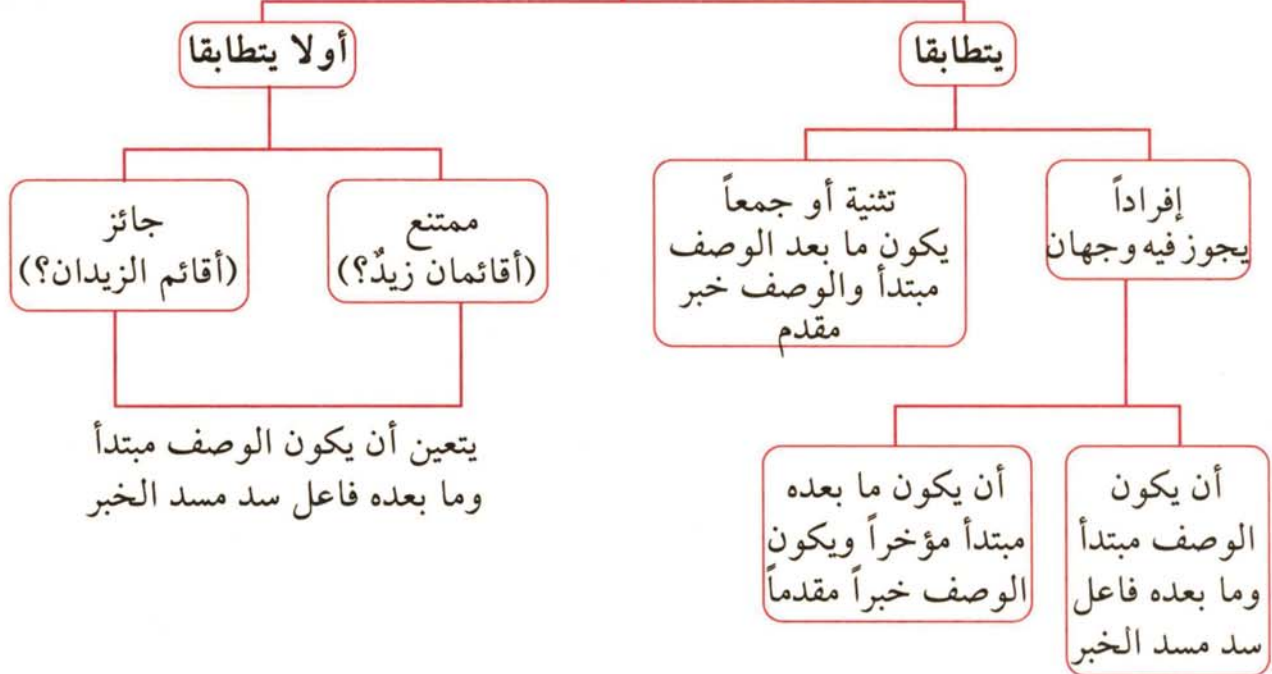 يتطابقا
أولا يتطابقا
إفراداً
يجوز فيه وجهان
تثنية أو جمعاً
يكون ما بعد الوصف
مبتدأ والوصف خبر
مقدم
ممتنع
(أقائمان زيدٌ؟)
جائز
(أقائم الزيدان؟)
أن يكون
الوصف مبتدأ
وما بعده فاعل
سد مسد الخبر
أن يكون ما بعده
مبتدأ مؤخراً ويكون
الوصف خبراً مقدماً
يتعين أن يكون الوصف مبتدأ
وما بعده فاعل سد مسد الخبر